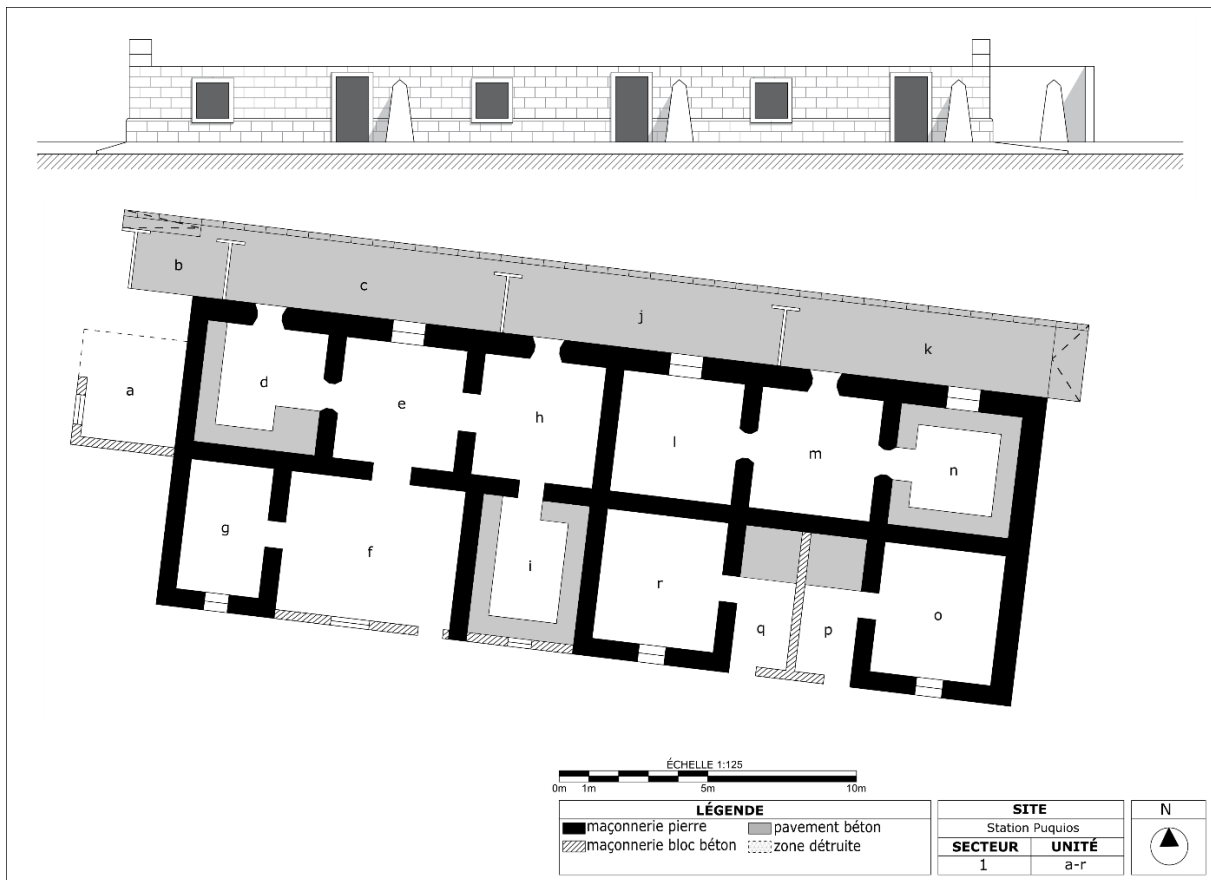 b
c
j
k
a
d
e
h
l
m
n
g
f
i
r
q
p
o
ÉCHELLE 1:125
0m 1m 5m 10m
LÉGENDE
maçonnerie pierre pavement béton
maçonnerie bloc béton zone détruite
SITE
Station Puquios
SECTEUR UNITÉ
1 a-r
N